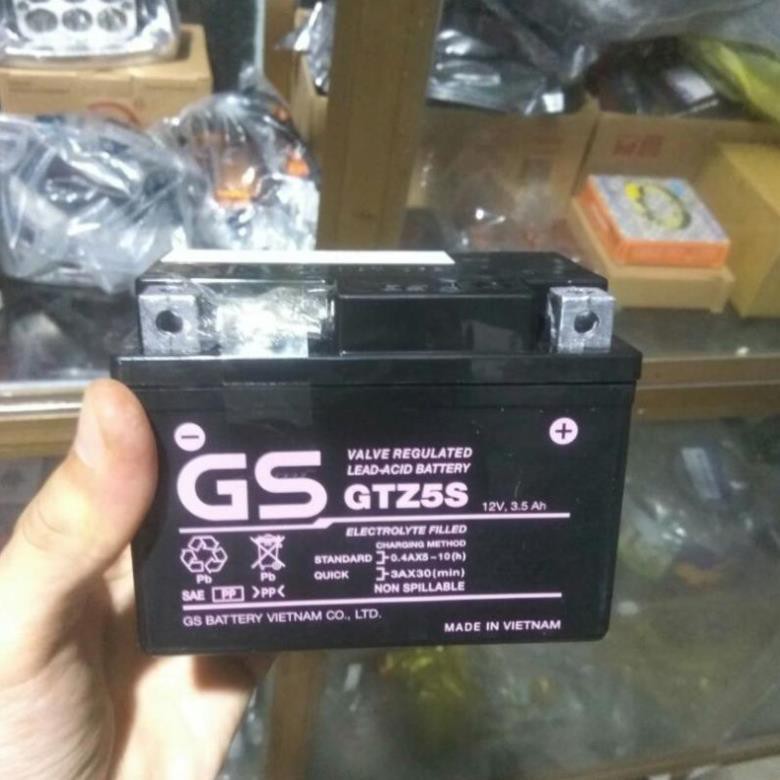 − +
GS
VALVE REGULATED
LEAD-ACID BATTERY
GTZ5S 12V, 3.5 Ah
ELECTROLYTE FILLED
CHARGING METHOD
STANDARD 0.4AX5-10(h)
QUICK 3AX30(min)
NON SPILLABLE
Pb Pb
SAE PP >PP<
GS BATTERY VIETNAM CO., LTD.
MADE IN VIETNAM